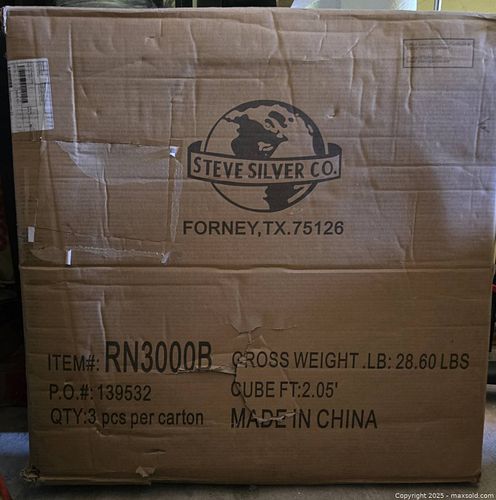 STEVE SILVER CO.
FORNEY,TX.75126
ITEM#: RN3000B
GROSS WEIGHT .LB: 28.60 LBS
P.O.#: 139532
CUBE FT:2.05'
QTY:3 pcs per carton
MADE IN CHINA
Copyright 2025 - maxsold.com